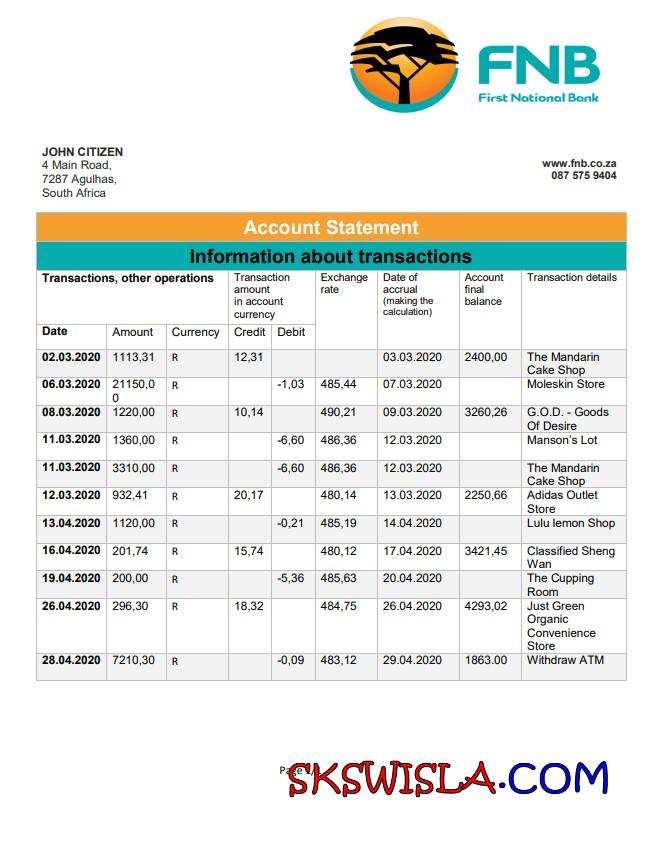 FNB
First National Bank
JOHN CITIZEN
4 Main Road,
7287 Agulhas,
South Africa
www.fnb.co.za
087 575 9404
Account Statement
Information about transactions
Transactions, other operations Transaction amount in account currency Exchange rate Date of accrual (making the calculation) Account final balance Transaction details
Date Amount Currency Credit Debit
02.03.2020 1113,31 R 12,31 03.03.2020 2400,00 The Mandarin
Cake Shop
06.03.2020 21150,0 R -1,03 485,44 07.03.2020 Moleskin Store
0
08.03.2020 1220,00 R 10,14 490,21 09.03.2020 3260,26 G.O.D. - Goods
Of Desire
11.03.2020 1360,00 R -6,60 486,36 12.03.2020 Manson's Lot
11.03.2020 3310,00 R -6,60 486,36 12.03.2020 The Mandarin
Cake Shop
12.03.2020 932,41 R 20,17 480,14 13.03.2020 2250,66 Adidas Outlet
Store
13.04.2020 1120,00 R -0,21 485,19 14.04.2020 Lulu lemon Shop
16.04.2020 201,74 R 15,74 480,12 17.04.2020 3421,45 Classified Sheng
Wan
19.04.2020 200,00 R -5,36 485,63 20.04.2020 The Cupping
Room
26.04.2020 296,30 R 18,32 484,75 26.04.2020 4293,02 Just Green
Organic
Convenience
Store
28.04.2020 7210,30 R -0,09 483,12 29.04.2020 1863.00 Withdraw ATM
Page
SKSWISLA.COM